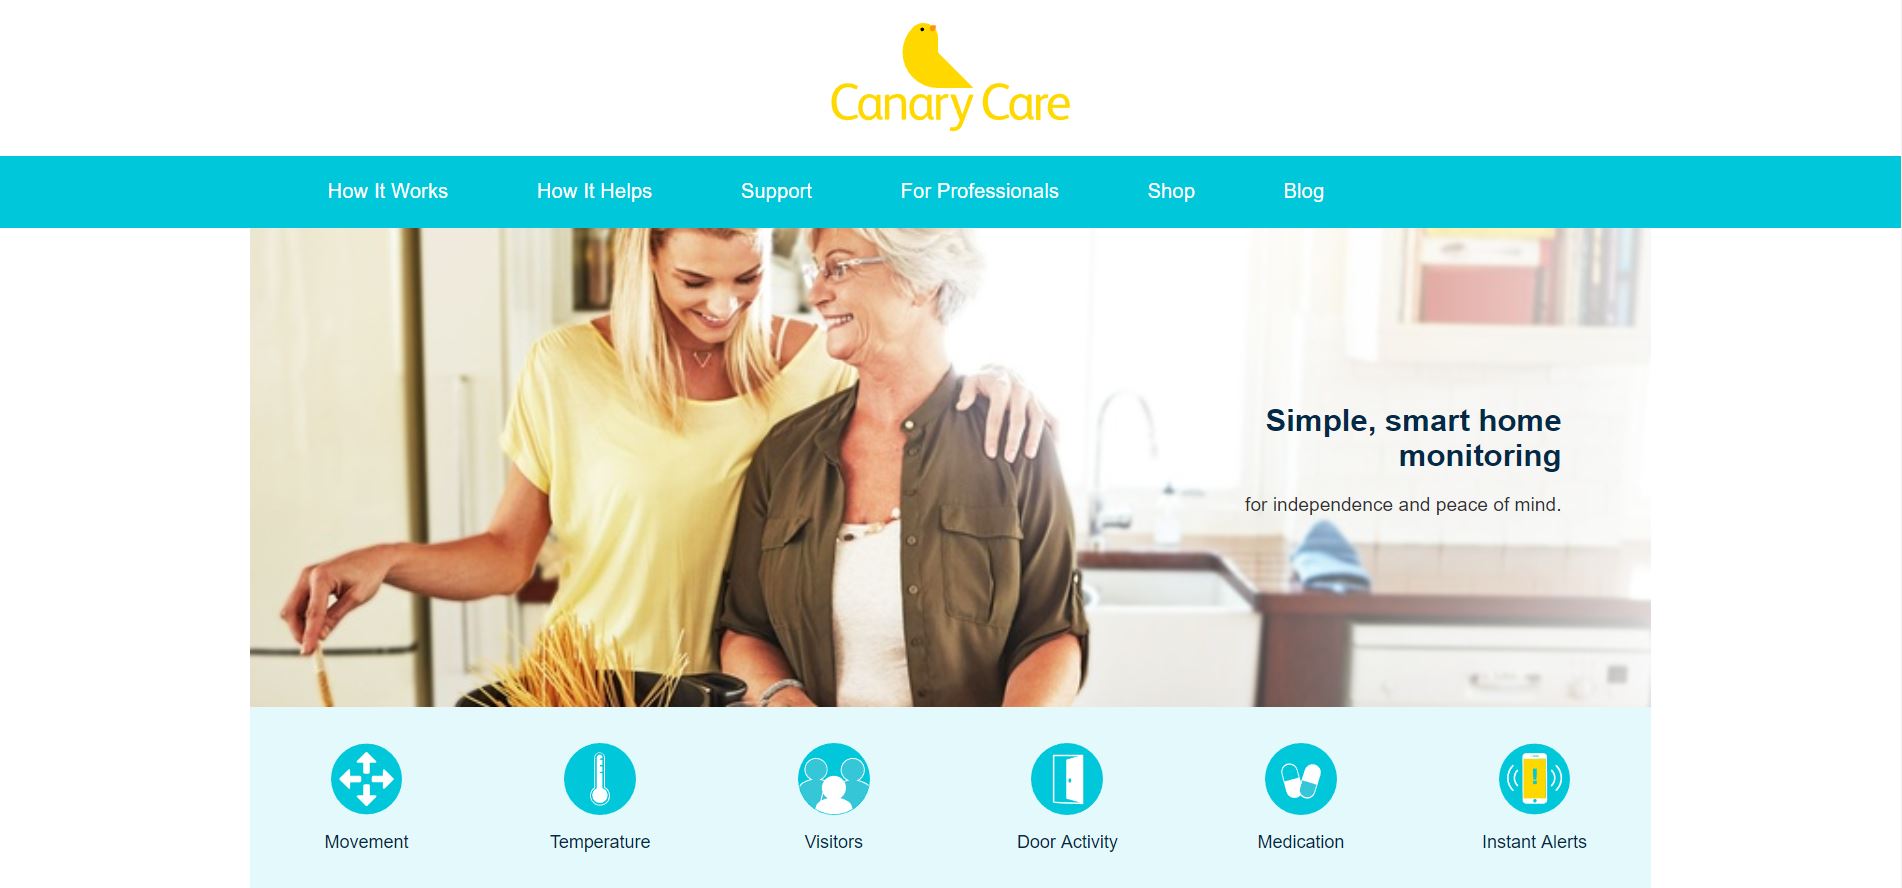 Canary Care
How It Works
How It Helps
Support
For Professionals
Shop
Blog
Simple, smart home
monitoring
for independence and peace of mind.
Movement
Temperature
Visitors
Door Activity
Medication
!
Instant Alerts